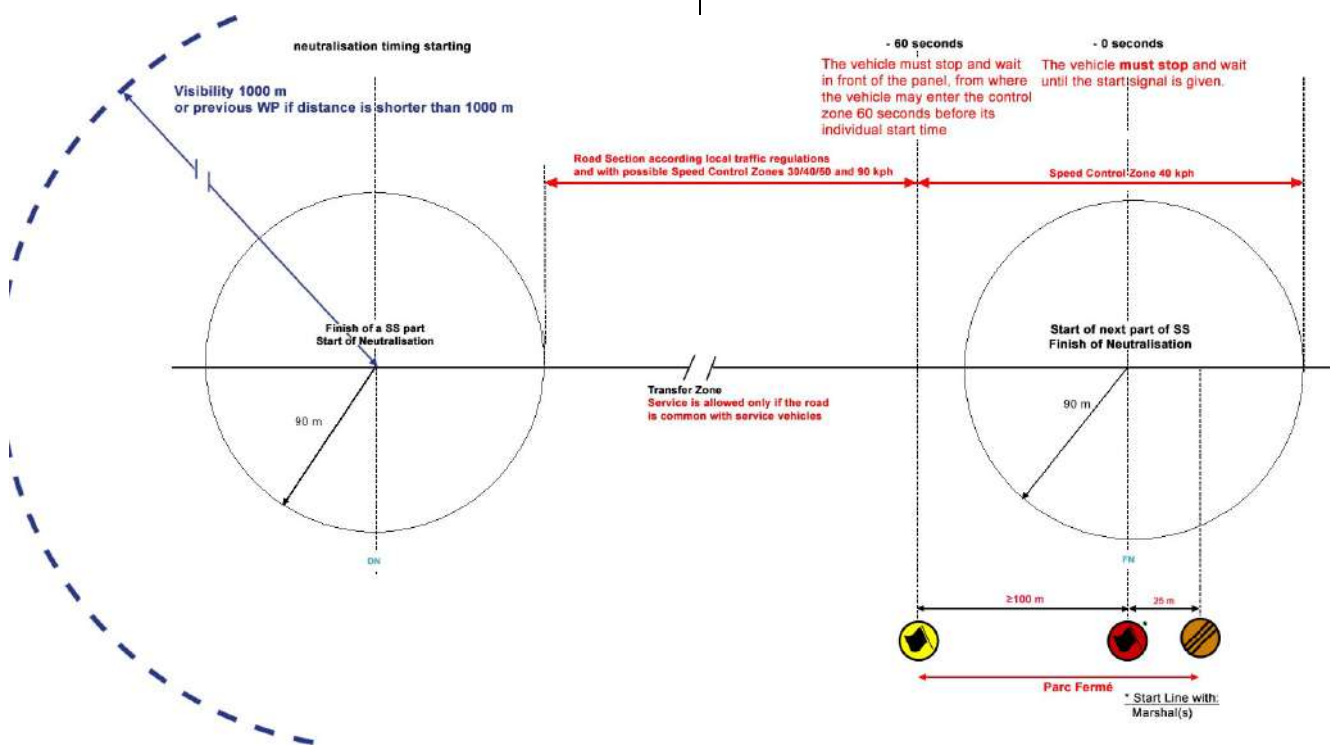 neutralisation timing starting
- 60 seconds
The vehicle must stop and wait
in front of the panel, from where
the vehicle may enter the control
zone 60 seconds before its
individual start time
- 0 seconds
The vehicle must stop and wait
until the start signal is given.
Visibility 1000 m
or previous WP if distance is shorter than 1000 m
Road Section according local traffic regulations
and with possible Speed Control Zones 30/40/50 and 90 kph
Speed Control Zone 40 kph
Finish of a SS part
Start of Neutralisation
Start of next part of SS
Finish of Neutralisation
Transfer Zone
Service is allowed only if the road
is common with service vehicles
90 m
90 m
DN
FN
≥100 m
25 m
*
Parc Fermé
* Start Line with:
Marshal(s)